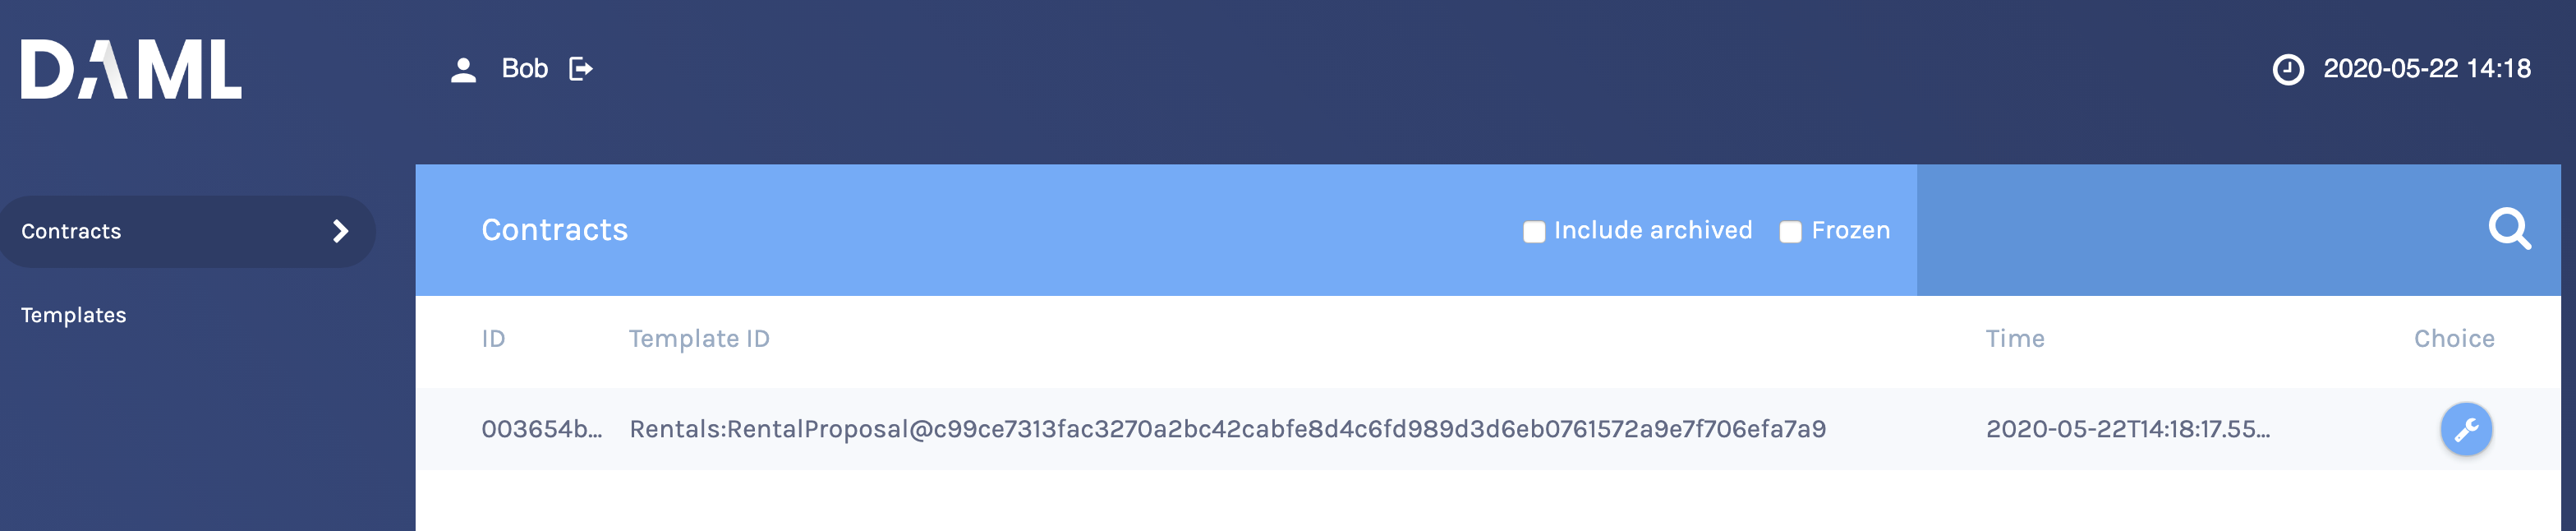 DAML
Bob
2020-05-22 14:18
Contracts
Templates
Contracts
Include archived
Frozen
ID Template ID Time Choice
003654b... Rentals:RentalProposal@c99ce7313fac3270a2bc42cabfe8d4c6fd989d3d6eb0761572a9e7f706efa7a9 2020-05-22T14:18:17.55...